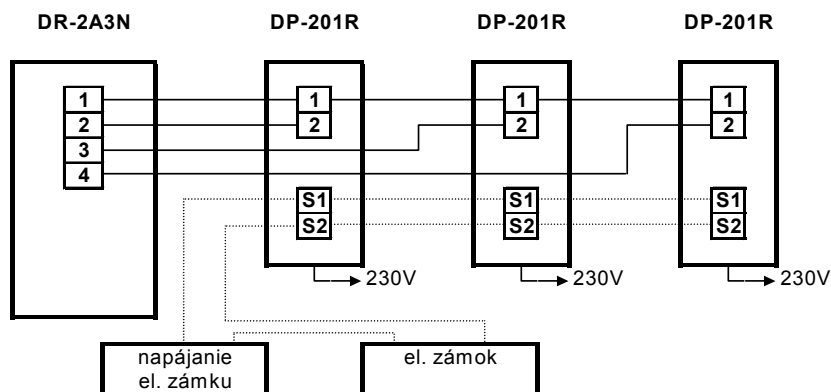 DR-2A3N DP-201R DP-201R DP-201R
1 1 1 1
2 2 2 2
3
4
S1 S1 S1
S2 S2 S2
230V 230V 230V
napájanie el. zámok
el. zámku